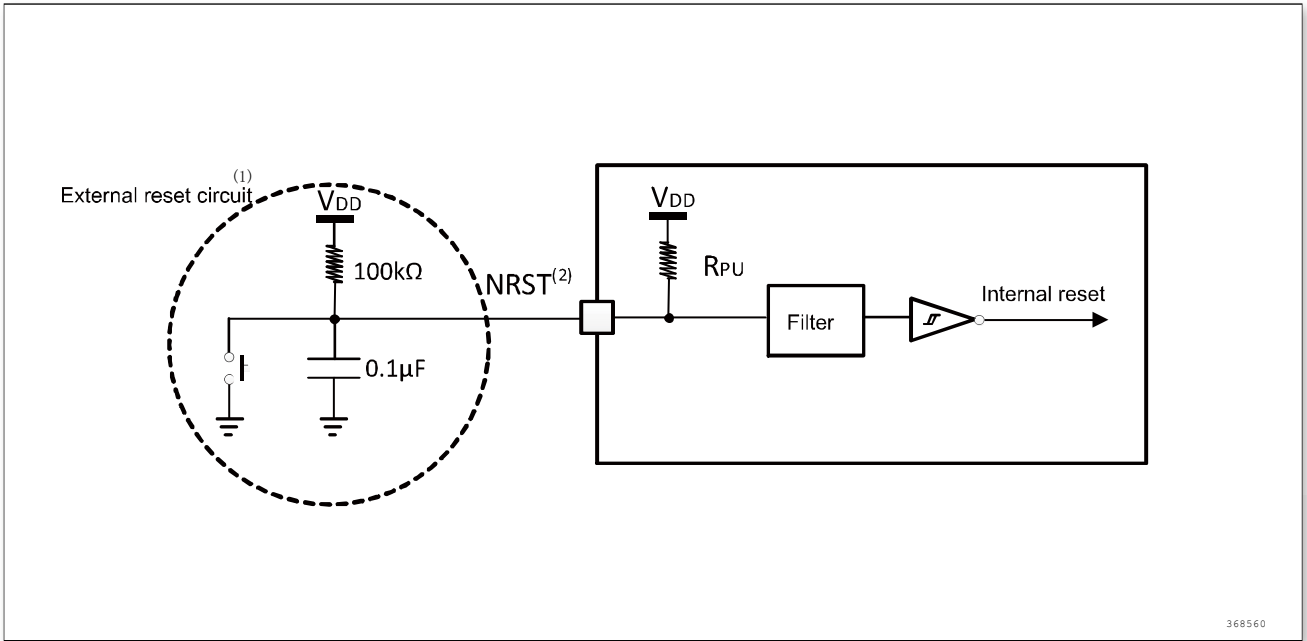 (1)
External reset circuit
VDD
100kΩ
0.1µF
NRST(2)
VDD
RPU
Filter
Internal reset
368560